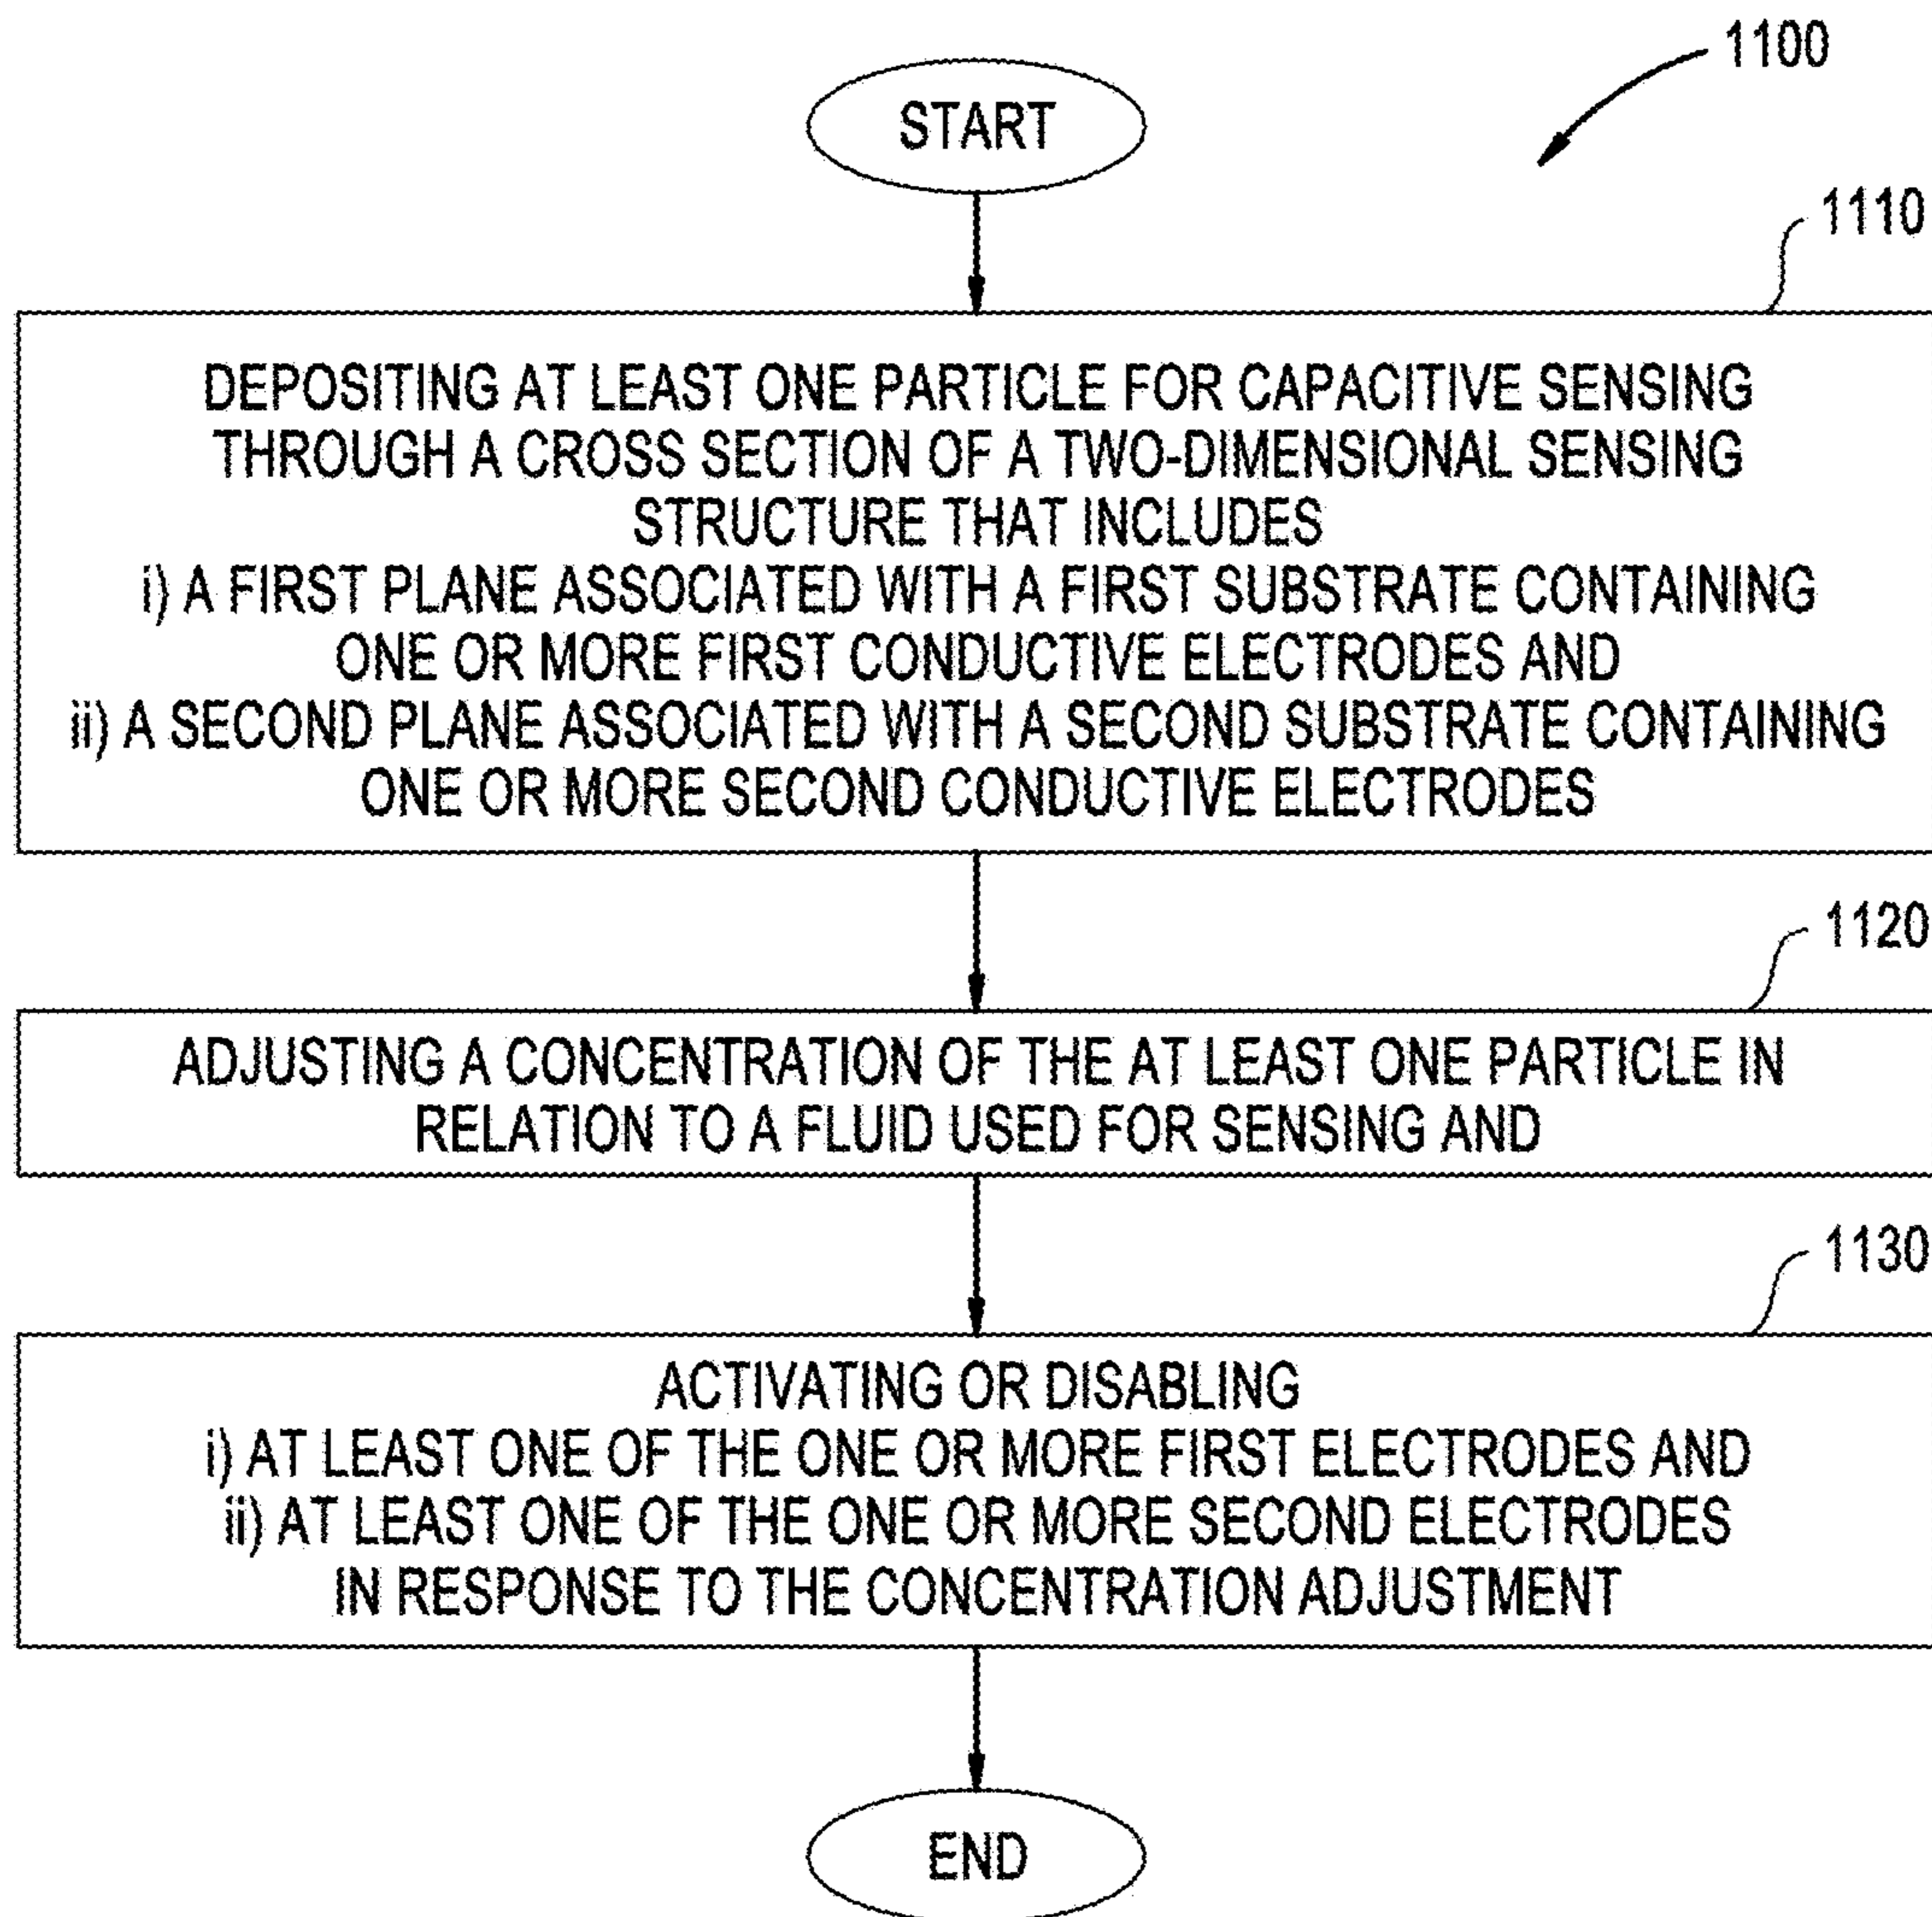 1100
START
1110
DEPOSITING AT LEAST ONE PARTICLE FOR CAPACITIVE SENSING
THROUGH A CROSS SECTION OF A TWO-DIMENSIONAL SENSING
STRUCTURE THAT INCLUDES
i) A FIRST PLANE ASSOCIATED WITH A FIRST SUBSTRATE CONTAINING
ONE OR MORE FIRST CONDUCTIVE ELECTRODES AND
ii) A SECOND PLANE ASSOCIATED WITH A SECOND SUBSTRATE CONTAINING
ONE OR MORE SECOND CONDUCTIVE ELECTRODES
1120
ADJUSTING A CONCENTRATION OF THE AT LEAST ONE PARTICLE IN
RELATION TO A FLUID USED FOR SENSING AND
1130
ACTIVATING OR DISABLING
i) AT LEAST ONE OF THE ONE OR MORE FIRST ELECTRODES AND
ii) AT LEAST ONE OF THE ONE OR MORE SECOND ELECTRODES
IN RESPONSE TO THE CONCENTRATION ADJUSTMENT
END